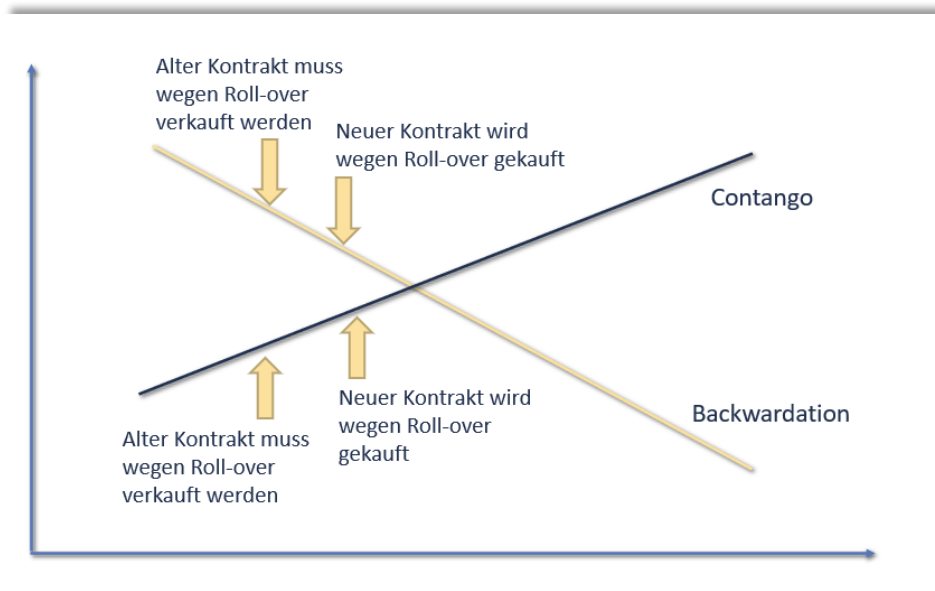 Alter Kontrakt muss
wegen Roll-over
verkauft werden
Neuer Kontrakt wird
wegen Roll-over gekauft
Contango
Neuer Kontrakt wird
wegen Roll-over
gekauft
Backwardation
Alter Kontrakt muss
wegen Roll-over
verkauft werden